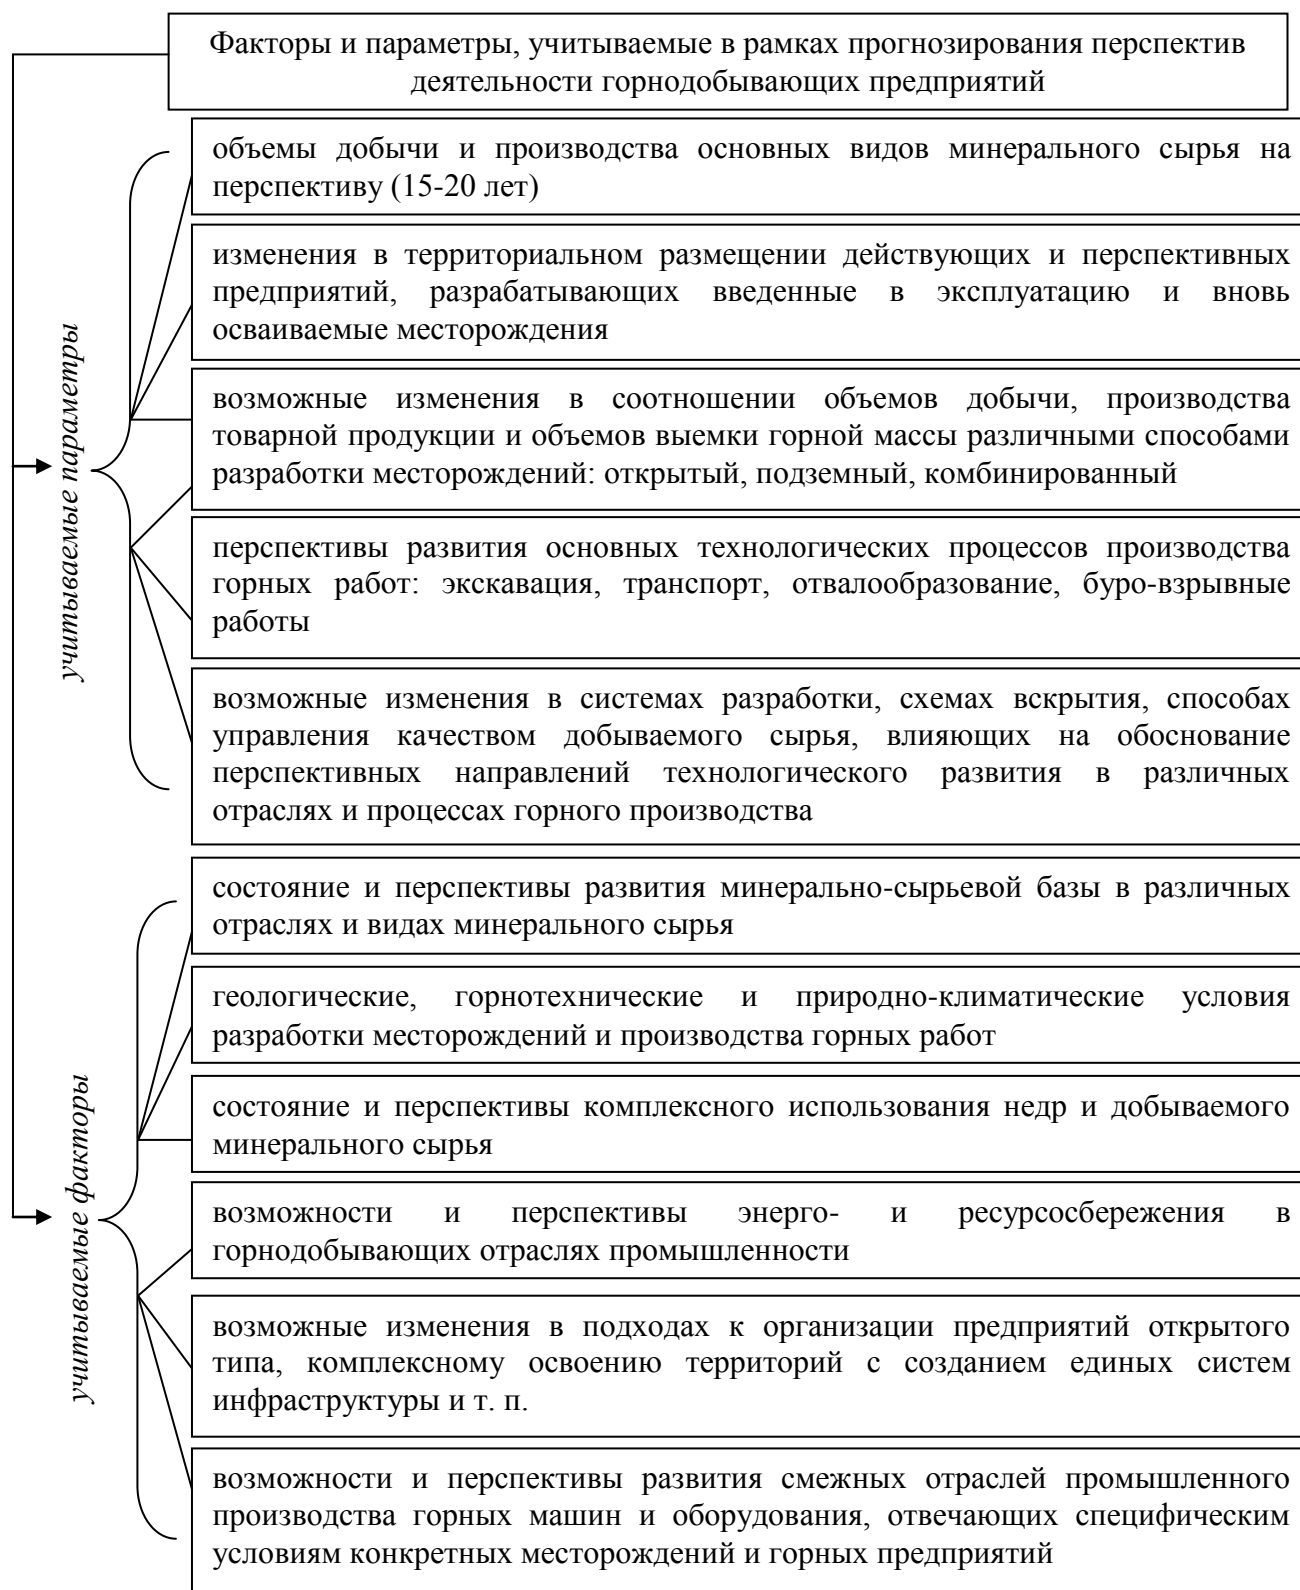 Факторы и параметры, учитываемые в рамках прогнозирования перспектив
деятельности горнодобывающих предприятий
учитываемые параметры
объемы добычи и производства основных видов минерального сырья на
перспективу (15-20 лет)
изменения в территориальном размещении действующих и перспективных
предприятий, разрабатывающих введенные в эксплуатацию и вновь
осваиваемые месторождения
возможные изменения в соотношении объемов добычи, производства
товарной продукции и объемов выемки горной массы различными способами
разработки месторождений: открытый, подземный, комбинированный
перспективы развития основных технологических процессов производства
горных работ: экскавация, транспорт, отвалообразование, буро-взрывные
работы
возможные изменения в системах разработки, схемах вскрытия, способах
управления качеством добываемого сырья, влияющих на обоснование
перспективных направлений технологического развития в различных
отраслях и процессах горного производства
учитываемые факторы
состояние и перспективы развития минерально-сырьевой базы в различных
отраслях и видах минерального сырья
геологические, горнотехнические и природно-климатические условия
разработки месторождений и производства горных работ
состояние и перспективы комплексного использования недр и добываемого
минерального сырья
возможности и перспективы энерго- и ресурсосбережения в
горнодобывающих отраслях промышленности
возможные изменения в подходах к организации предприятий открытого
типа, комплексному освоению территорий с созданием единых систем
инфраструктуры и т. п.
возможности и перспективы развития смежных отраслей промышленного
производства горных машин и оборудования, отвечающих специфическим
условиям конкретных месторождений и горных предприятий